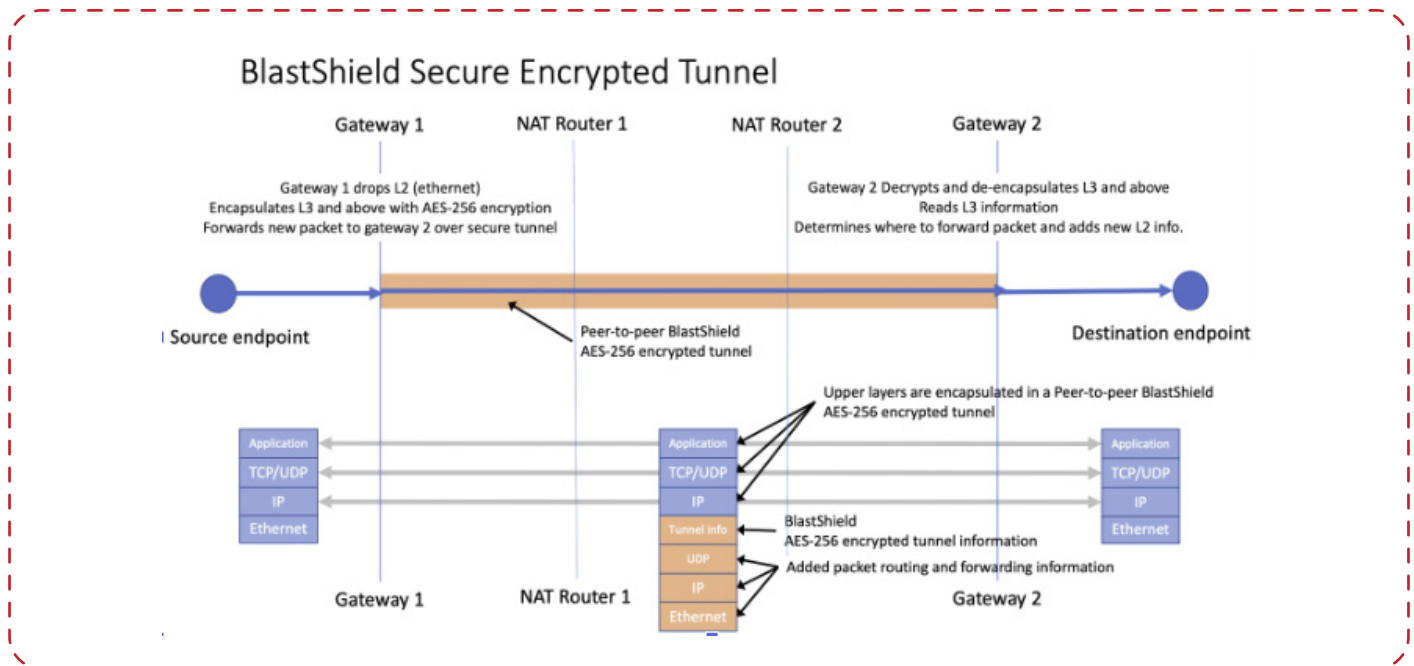 BlastShield Secure Encrypted Tunnel
Gateway 1
NAT Router 1
NAT Router 2
Gateway 2
Gateway 1 drops L2 (ethernet)
Encapsulates L3 and above with AES-256 encryption
Forwards new packet to gateway 2 over secure tunnel
Gateway 2 Decrypts and de-encapsulates L3 and above
Reads L3 information
Determines where to forward packet and adds new L2 info.
Source endpoint
Peer-to-peer BlastShield
AES-256 encrypted tunnel
Destination endpoint
Upper layers are encapsulated in a Peer-to-peer BlastShield
AES-256 encrypted tunnel
Application
TCP/UDP
IP
Ethernet
Application
TCP/UDP
IP
Tunnel info
UDP
IP
Ethernet
BlastShield
AES-256 encrypted tunnel information
Added packet routing and forwarding information
Application
TCP/UDP
IP
Ethernet
Gateway 1
NAT Router 1
Gateway 2